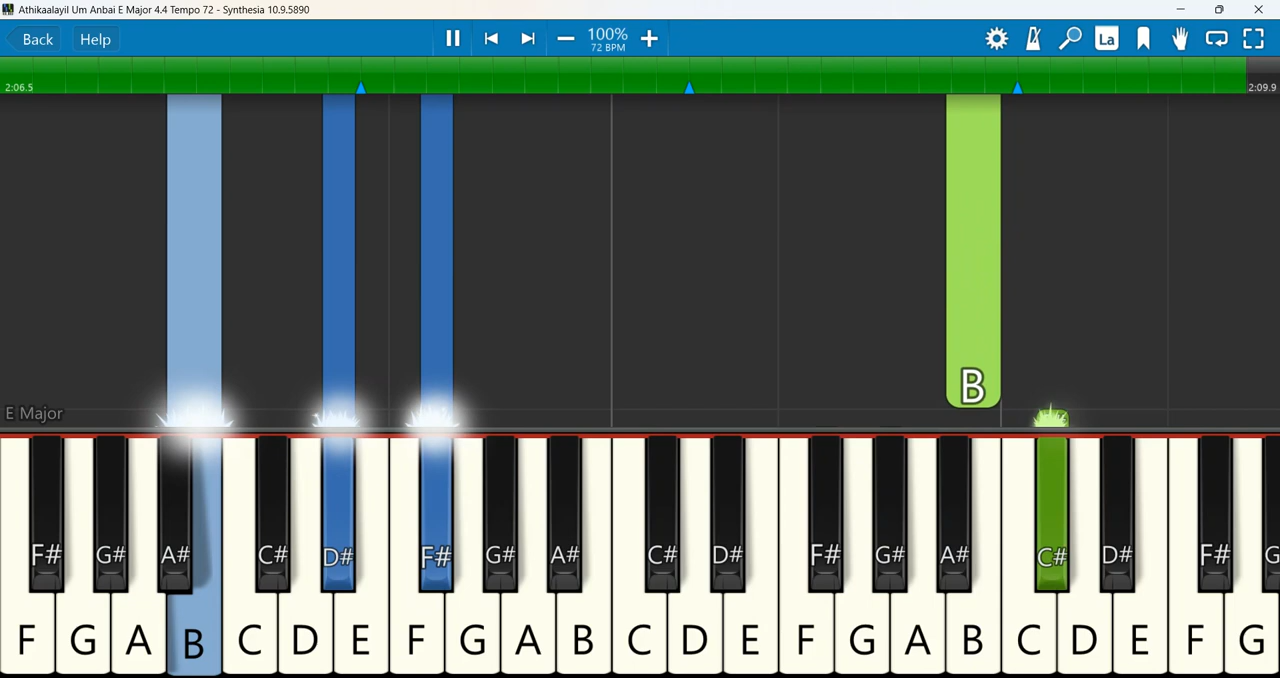 Athikaalayil Um Anbai E Major 4.4 Tempo 72 - Synthesia 10.9.5890
Back Help 100% La
72 BPM
2:06.5 2:09.9
B
E Major
F# G# A# C# D# F# G# A# C# D# F# G# A# C# D# F# G
F G A B C D E F G A B C D E F G A B C D E F G